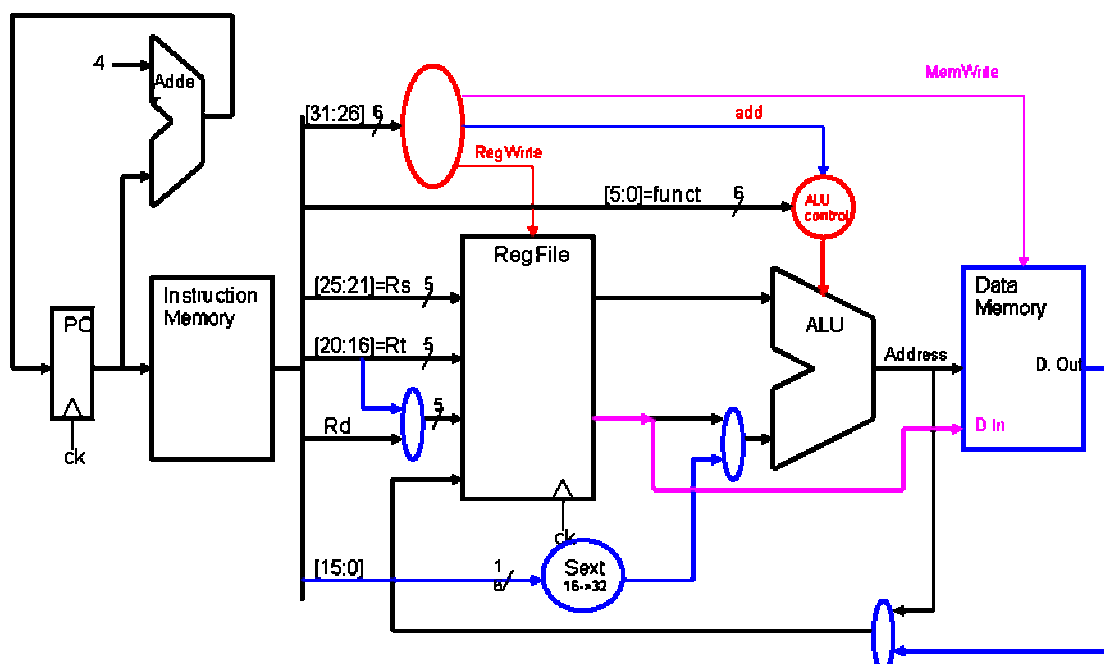 4
Adde
r
MemWrite
[31:26]
6
add
RegWrite
[5:0]=funct
6
ALU
control
RegFile
Instruction
Memory
[25:21]=Rs
5
Data
Memory
PC
ALU
[20:16]=Rt
5
Address
D. Out
5
Rd
D In
ck
ck
[15:0]
1
6
Sext
16->32